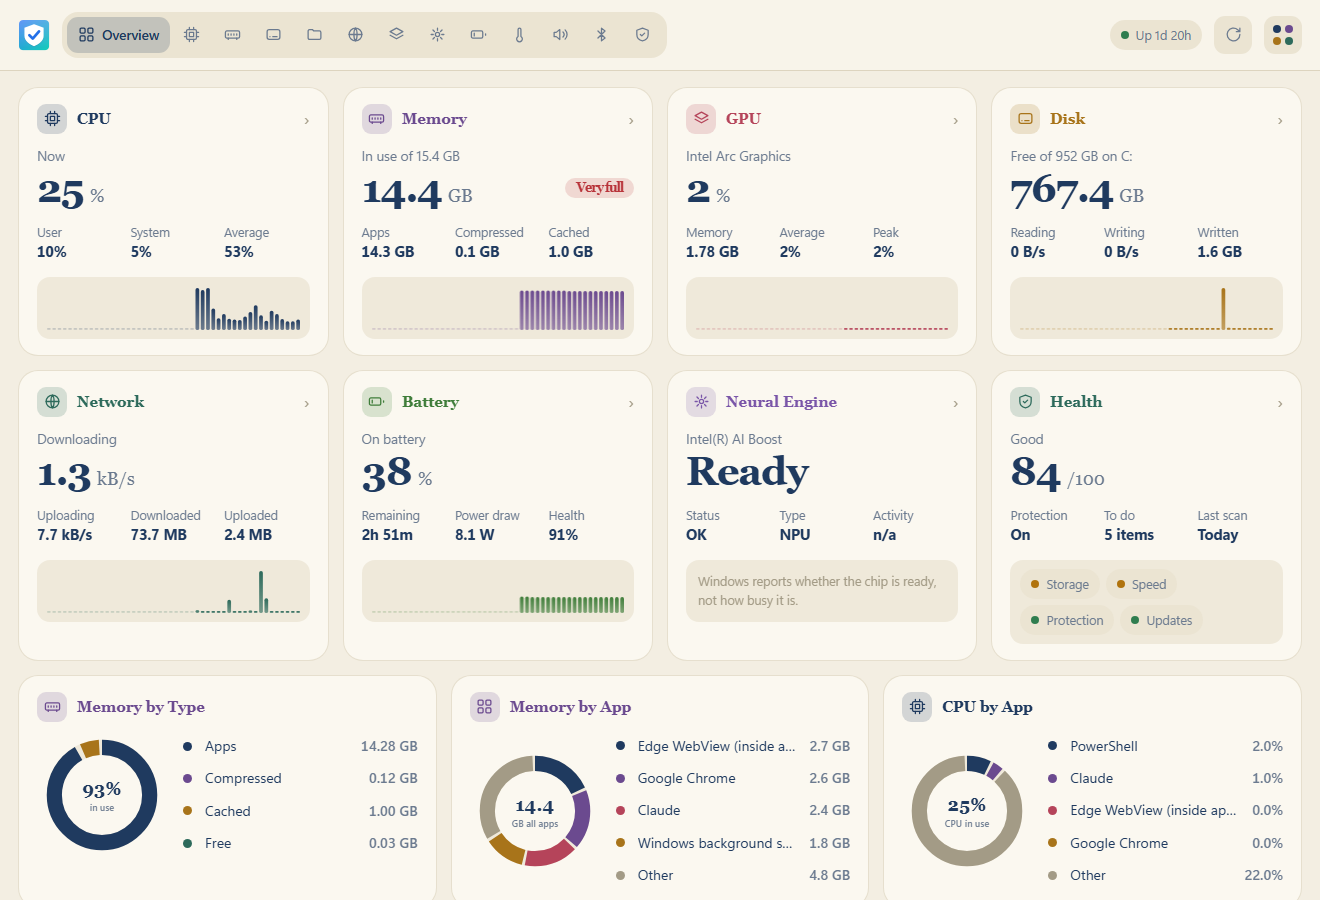 Overview
Up 1d 20h
CPU
Now
25 %
User System Average
10% 5% 53%
Memory
In use of 15.4 GB
14.4 GB
Very full
Apps Compressed Cached
14.3 GB 0.1 GB 1.0 GB
GPU
Intel Arc Graphics
2 %
Memory Average Peak
1.78 GB 2% 2%
Disk
Free of 952 GB on C:
767.4 GB
Reading Writing Written
0 B/s 0 B/s 1.6 GB
Network
Downloading
1.3 kB/s
Uploading Downloaded Uploaded
7.7 kB/s 73.7 MB 2.4 MB
Battery
On battery
38 %
Remaining Power draw Health
2h 51m 8.1 W 91%
Neural Engine
Intel(R) AI Boost
Ready
Status Type Activity
OK NPU n/a
Windows reports whether the chip is ready,
not how busy it is.
Health
Good
84 /100
Protection To do Last scan
On 5 items Today
Storage Speed
Protection Updates
Memory by Type
93%
in use
Apps 14.28 GB
Compressed 0.12 GB
Cached 1.00 GB
Free 0.03 GB
Memory by App
14.4
GB all apps
Edge WebView (inside a... 2.7 GB
Google Chrome 2.6 GB
Claude 2.4 GB
Windows background s... 1.8 GB
Other 4.8 GB
CPU by App
25%
CPU in use
PowerShell 2.0%
Claude 1.0%
Edge WebView (inside ap... 0.0%
Google Chrome 0.0%
Other 22.0%